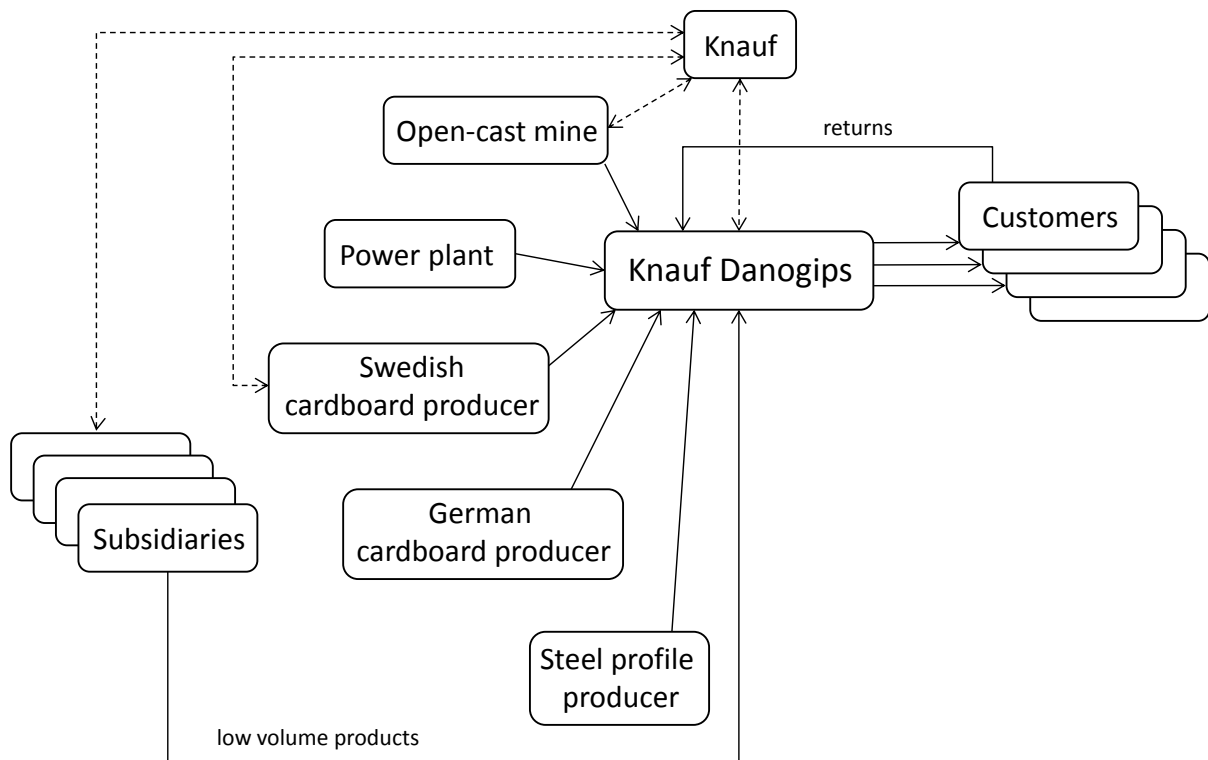 Knauf
Open-cast mine
returns
Customers
Power plant
Knauf Danogips
Swedish
cardboard producer
German
cardboard producer
Subsidiaries
Steel profile
producer
low volume products